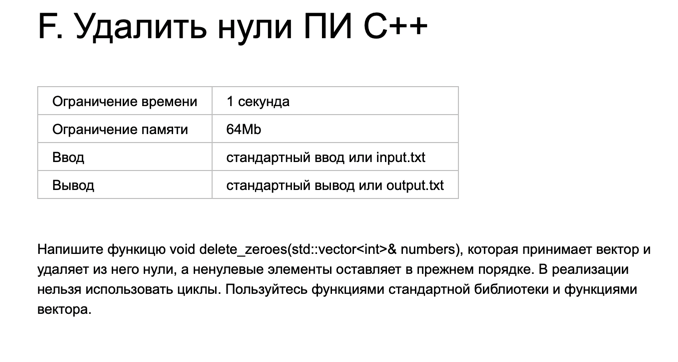 F. Удалить нули ПИ C++
Ограничение времени 1 секунда
Ограничение памяти 64Mb
Ввод стандартный ввод или input.txt
Вывод стандартный вывод или output.txt
Напишите функицю void delete_zeroes(std::vector<int>& numbers), которая принимает вектор и
удаляет из него нули, а ненулевые элементы оставляет в прежнем порядке. В реализации
нельзя использовать циклы. Пользуйтесь функциями стандартной библиотеки и функциями
вектора.